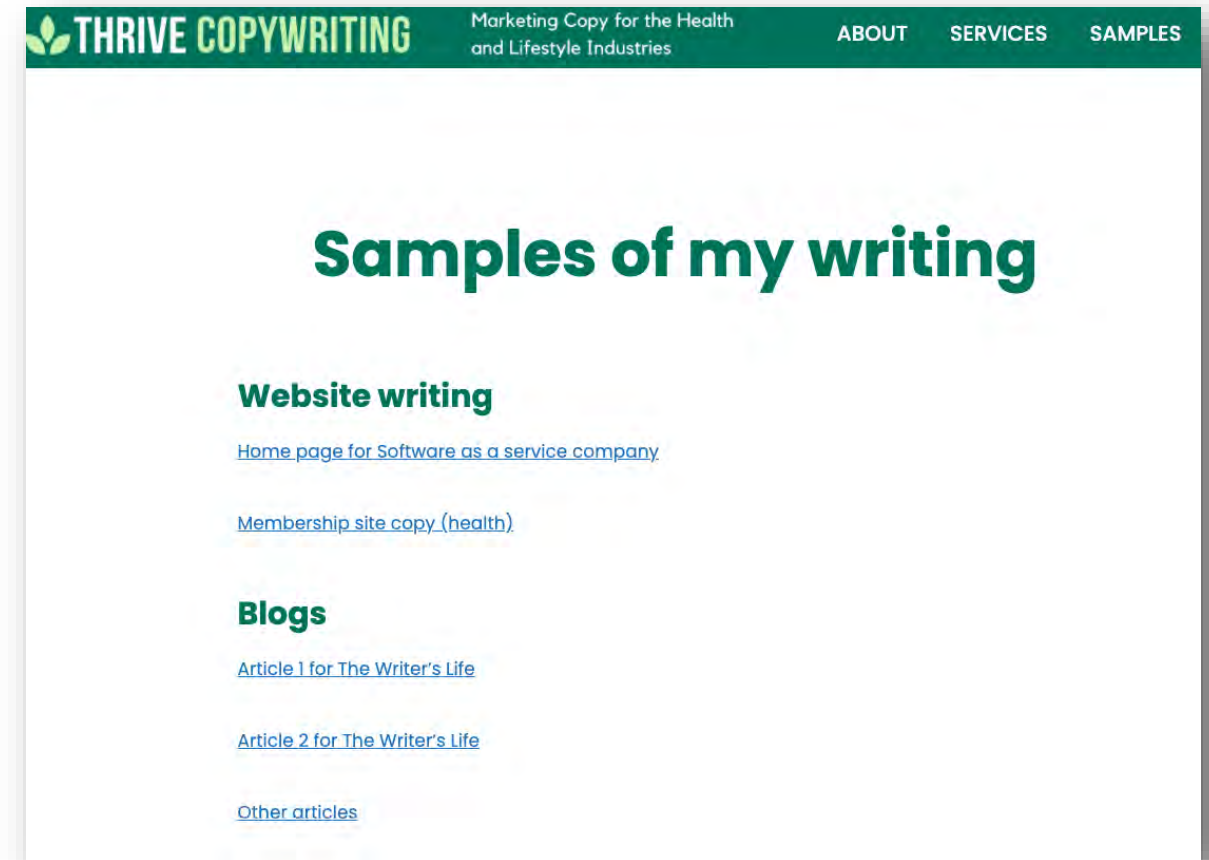 THRIVE COPYWRITING
Marketing Copy for the Health
and Lifestyle Industries
ABOUT SERVICES SAMPLES
Samples of my writing
Website writing
Home page for Software as a service company
Membership site copy (health)
Blogs
Article 1 for The Writer's Life
Article 2 for The Writer's Life
Other articles